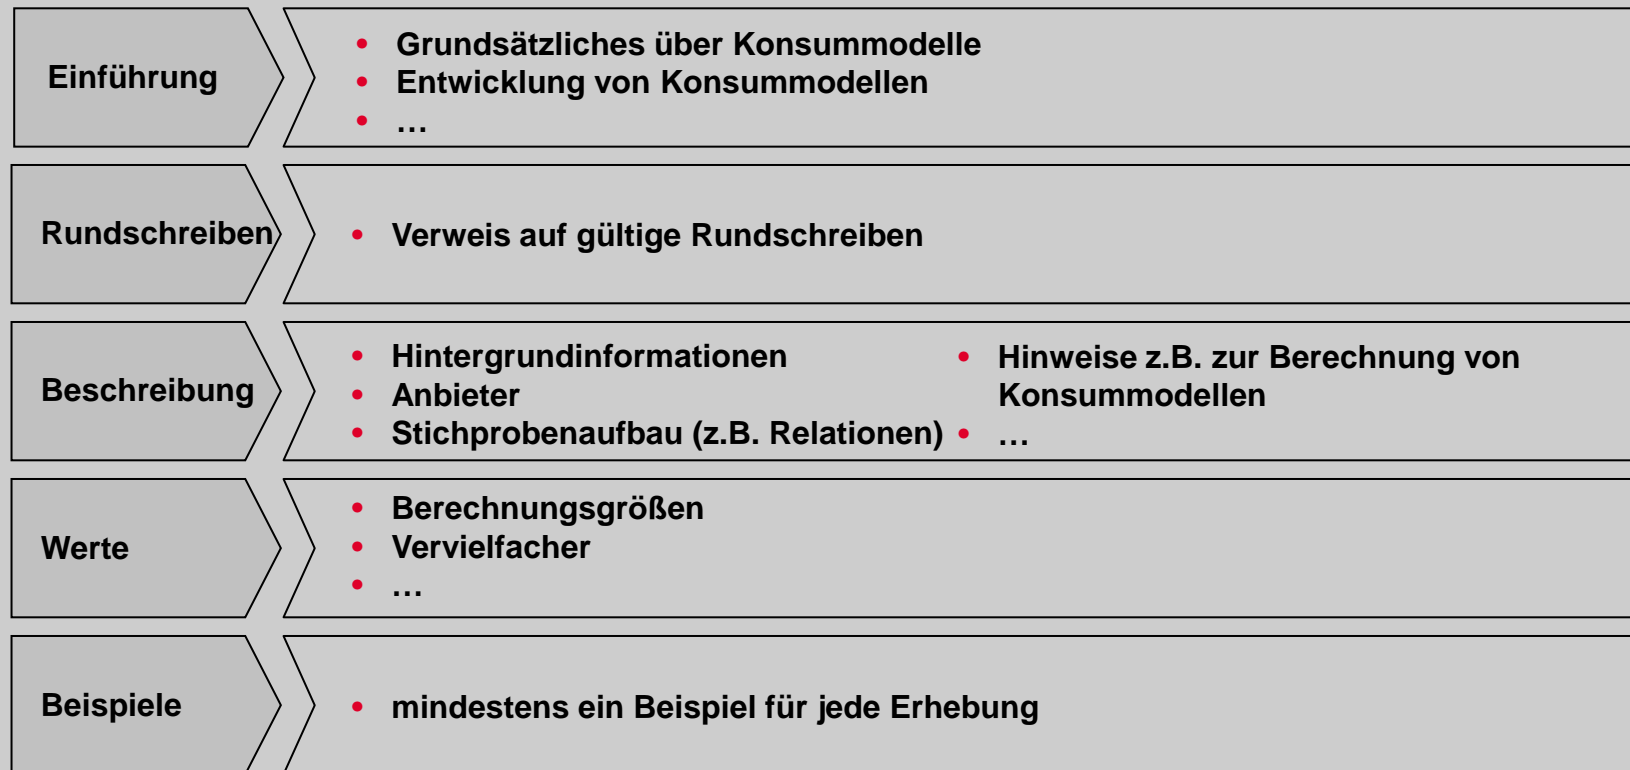 Einführung
• Grundsätzliches über Konsummodelle
• Entwicklung von Konsummodellen
• …
Rundschreiben
• Verweis auf gültige Rundschreiben
Beschreibung
• Hintergrundinformationen
• Anbieter
• Stichprobenaufbau (z.B. Relationen)
• Hinweise z.B. zur Berechnung von
Konsummodellen
• …
Werte
• Berechnungsgrößen
• Vervielfacher
• …
Beispiele
• mindestens ein Beispiel für jede Erhebung